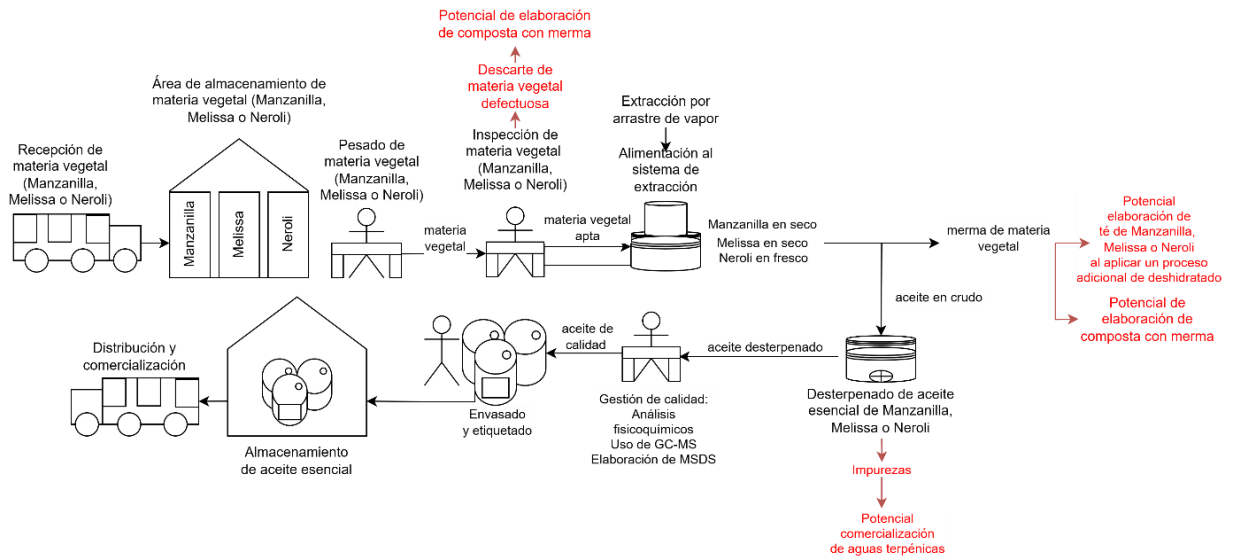 Potencial de elaboración
de composta con merma
Descarte de
materia vegetal
defectuosa
Área de almacenamiento de
materia vegetal (Manzanilla,
Melissa o Neroli)
Recepción de
materia vegetal
(Manzanilla,
Melissa o Neroli)
Manzanilla
Melissa
Neroli
Pesado de
materia vegetal
(Manzanilla,
Melissa o Neroli)
materia
vegetal
Inspección de
materia vegetal
(Manzanilla,
Melissa o Neroli)
materia vegetal
apta
Extracción por
arrastre de vapor
Alimentación al
sistema de
extracción
Manzanilla en seco
Melissa en seco
Neroli en fresco
merma de materia
vegetal
Potencial
elaboración de
té de Manzanilla,
Melissa o Neroli
al aplicar un proceso
adicional de deshidratado
Potencial de
elaboración de
composta con merma
aceite en crudo
Desterpenado de aceite
esencial de Manzanilla,
Melissa o Neroli
Impurezas
Potencial
comercialización
de aguas terpénicas
aceite desterpenado
Gestión de calidad:
Análisis
fisicoquímicos
Uso de GC-MS
Elaboración de MSDS
aceite de
calidad
Envasado
y etiquetado
Almacenamiento
de aceite esencial
Distribución y
comercialización